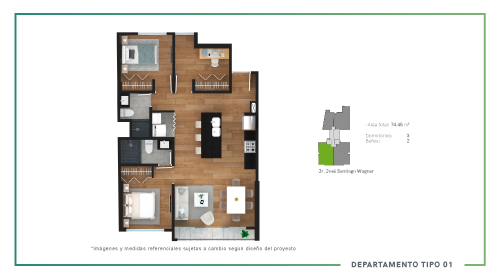 - Área total: 74.45 m²
Dormitorios: 3
Baños: 2
Jr. José Santiago Wagner
*Imágenes y medidas referenciales sujetas a cambio según diseño del proyecto
DEPARTAMENTO TIPO 01